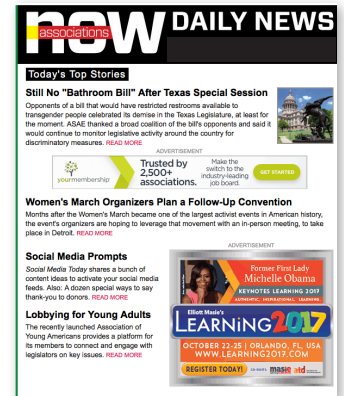 now
associations
DAILY NEWS
Today's Top Stories
Still No "Bathroom Bill" After Texas Special Session
Opponents of a bill that would have restricted restrooms available to
transgender people celebrated its demise in the Texas Legislature, at least for
the moment. ASAE thanked a broad coalition of the bill's opponents and said it
would continue to monitor legislative activity around the country for
discriminatory measures. READ MORE
ADVERTISEMENT
yourmembership
Trusted by
2,500+
associations.
Make the
switch to the
industry-leading
job board.
GET STARTED
Women's March Organizers Plan a Follow-Up Convention
Months after the Women's March became one of the largest activist events in American history,
the event's organizers are hoping to leverage that movement with an in-person meeting, to take
place in Detroit. READ MORE
Social Media Prompts
Social Media Today shares a bunch of
content ideas to activate your social media
feeds. Also: A dozen special ways to say
thank-you to donors. READ MORE
Lobbying for Young Adults
The recently launched Association of
Young Americans provides a platform for
its members to connect and engage with
legislators on key issues. READ MORE
ADVERTISEMENT
Former First Lady
Michelle Obama
KEYNOTES LEARNING 2017
AUTHENTIC. INSPIRATIONAL. LEARNING.
Elliott Masie's
LEARNING2017
OCTOBER 22-25 | ORLANDO, FL, USA
WWW.LEARNING2017.COM
REGISTER TODAY!
masie atd